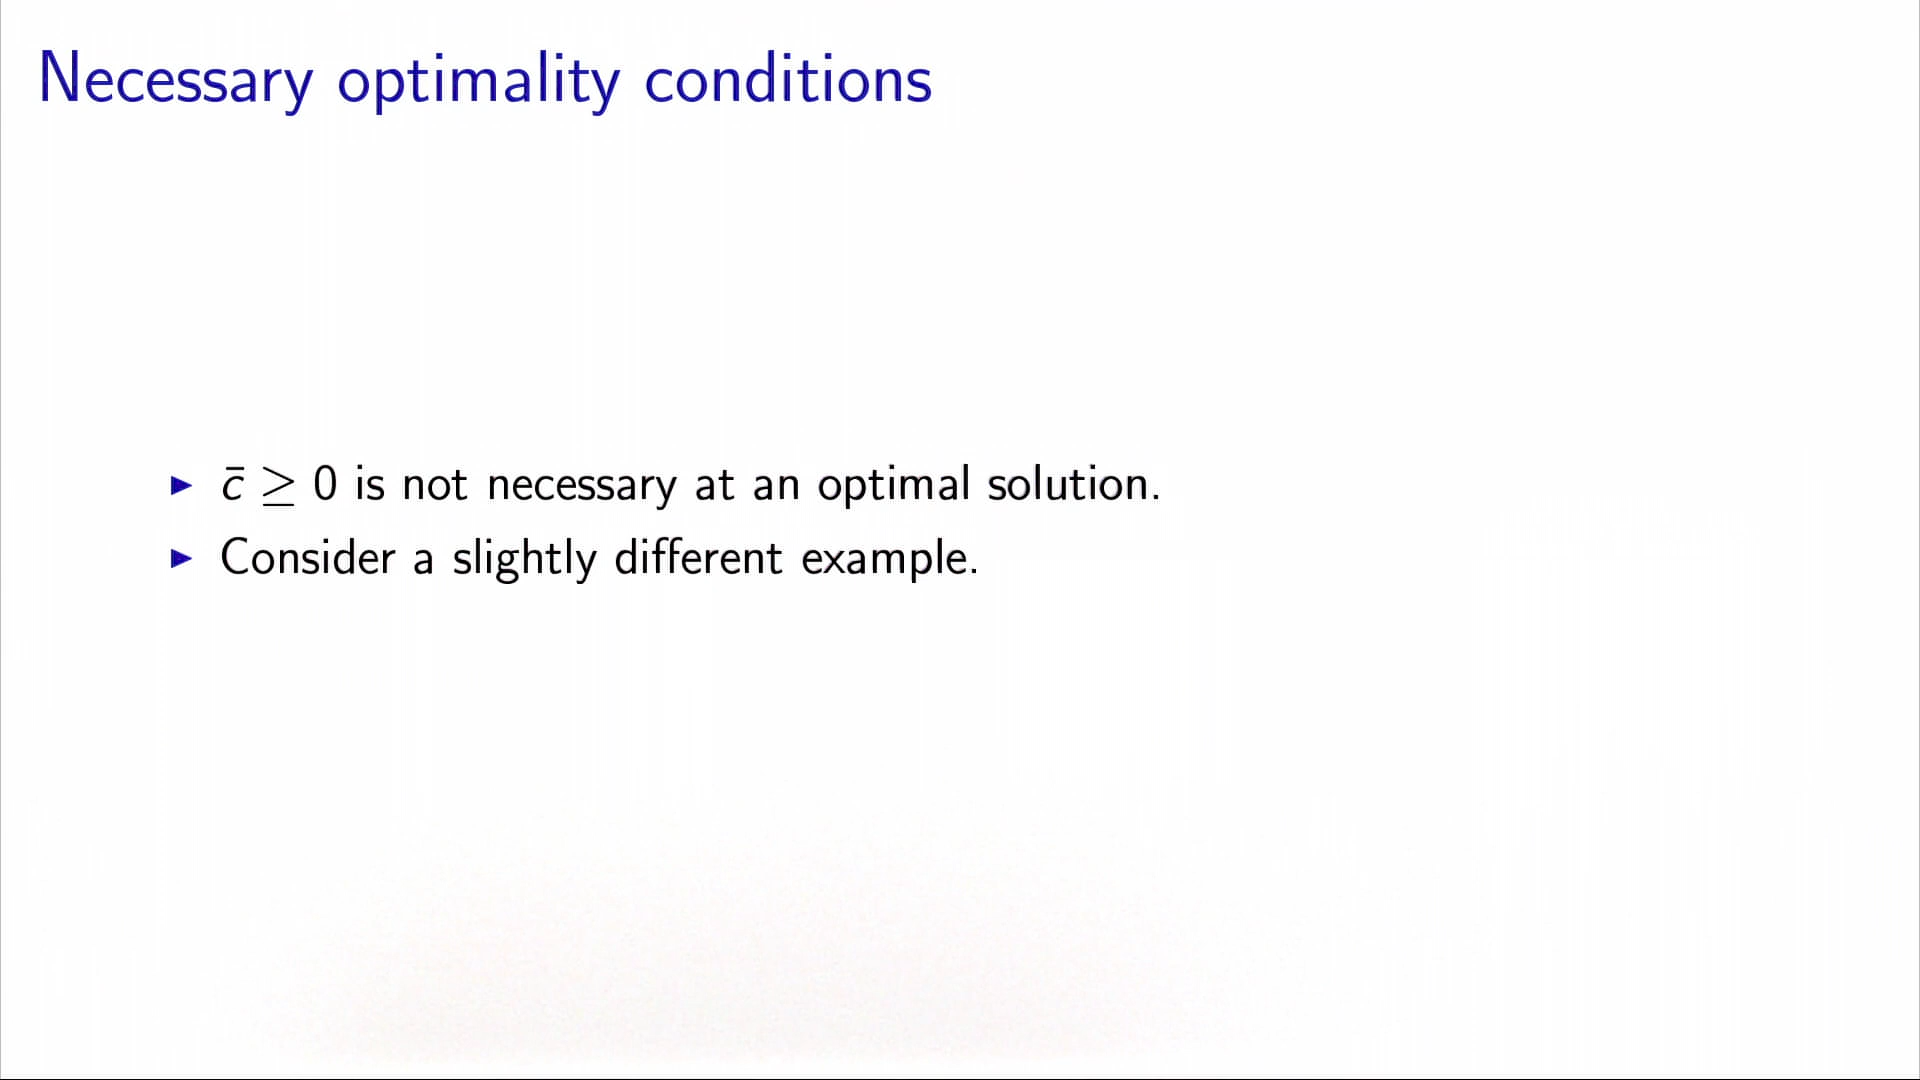 Necessary optimality conditions
▶ c̄ ≥ 0 is not necessary at an optimal solution.
▶ Consider a slightly different example.